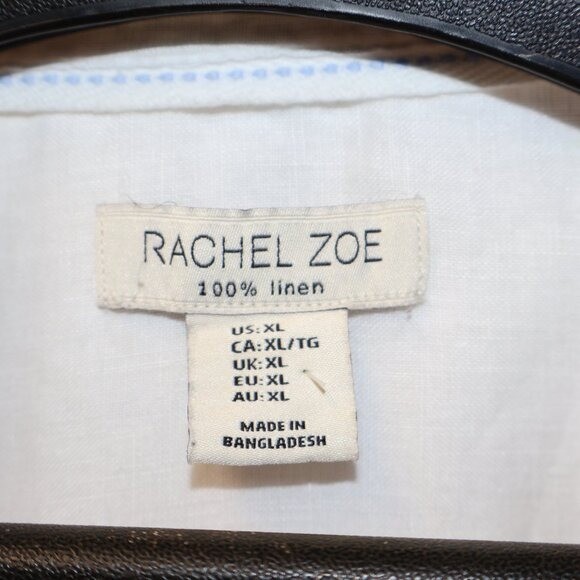 RACHEL ZOE
100% linen
US:XL
CA:XL/TG
UK:XL
EU:XL
AU:XL
MADE IN
BANGLADESH